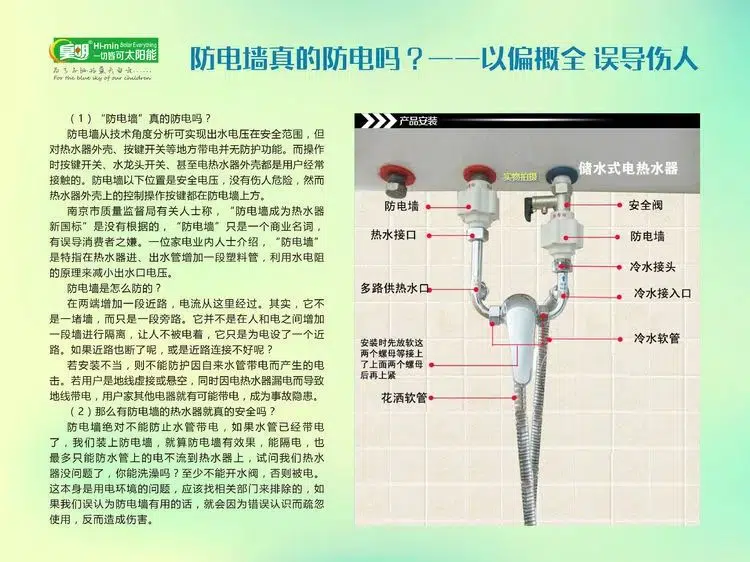 皇明
Hi-min Solar Everything
一切皆可太阳能
为了子孙的蓝天白云......
For the blue sky of our children
防电墙真的防电吗？——以偏概全 误导伤人
（1）“防电墙”真的防电吗？
防电墙从技术角度分析可实现出水电压在安全范围，但
对热水器外壳、按键开关等地方带电并无防护功能。而操作
时按键开关、水龙头开关、甚至电热水器外壳都是用户经常
接触的。防电墙以下位置是安全电压，没有伤人危险，然而
热水器外壳上的控制操作按键都在防电墙上方。
南京市质量监督局有关人士称，“防电墙成为热水器
新国标”是没有根据的，“防电墙”只是一个商业名词，
有误导消费者之嫌。一位家电业内人士介绍，“防电墙”
是特指在热水器进、出水管增加一段塑料管，利用水电阻
的原理来减小出水口电压。
防电墙是怎么防的？
在两端增加一段近路，电流从这里经过。其实，它不
是一堵墙，而只是一段旁路。它并不是在人和电之间增加
一段墙进行隔离，让人不被电着，它只是为电设了一个近
路。如果近路也断了呢，或是近路连接不好呢？
若安装不当，则不能防护因自来水管带电而产生的电
击。若用户是地线虚接或悬空，同时因电热水器漏电而导致
地线带电，用户家其他电器就有可能带电，成为事故隐患。
（2）那么有防电墙的热水器就真的安全吗？
防电墙绝对不能防止水管带电，如果水管已经带电
了，我们装上防电墙，就算防电墙有效果，能隔电，也
最多只能防水管上的电不流到热水器上，试问我们热水
器没问题了，你能洗澡吗？至少不能开水阀，否则被电。
这本身是用电环境的问题，应该找相关部门来排除的，如
果我们误认为防电墙有用的话，就会因为错误认识而疏忽
使用，反而造成伤害。
产品安装
实物拍摄
储水式电热水器
防电墙
安全阀
热水接口
防电墙
冷水接头
多路供热水口
冷水接入口
安装时先放软这
两个螺母等接上
了上面两个螺母
后再上紧
冷水软管
花洒软管